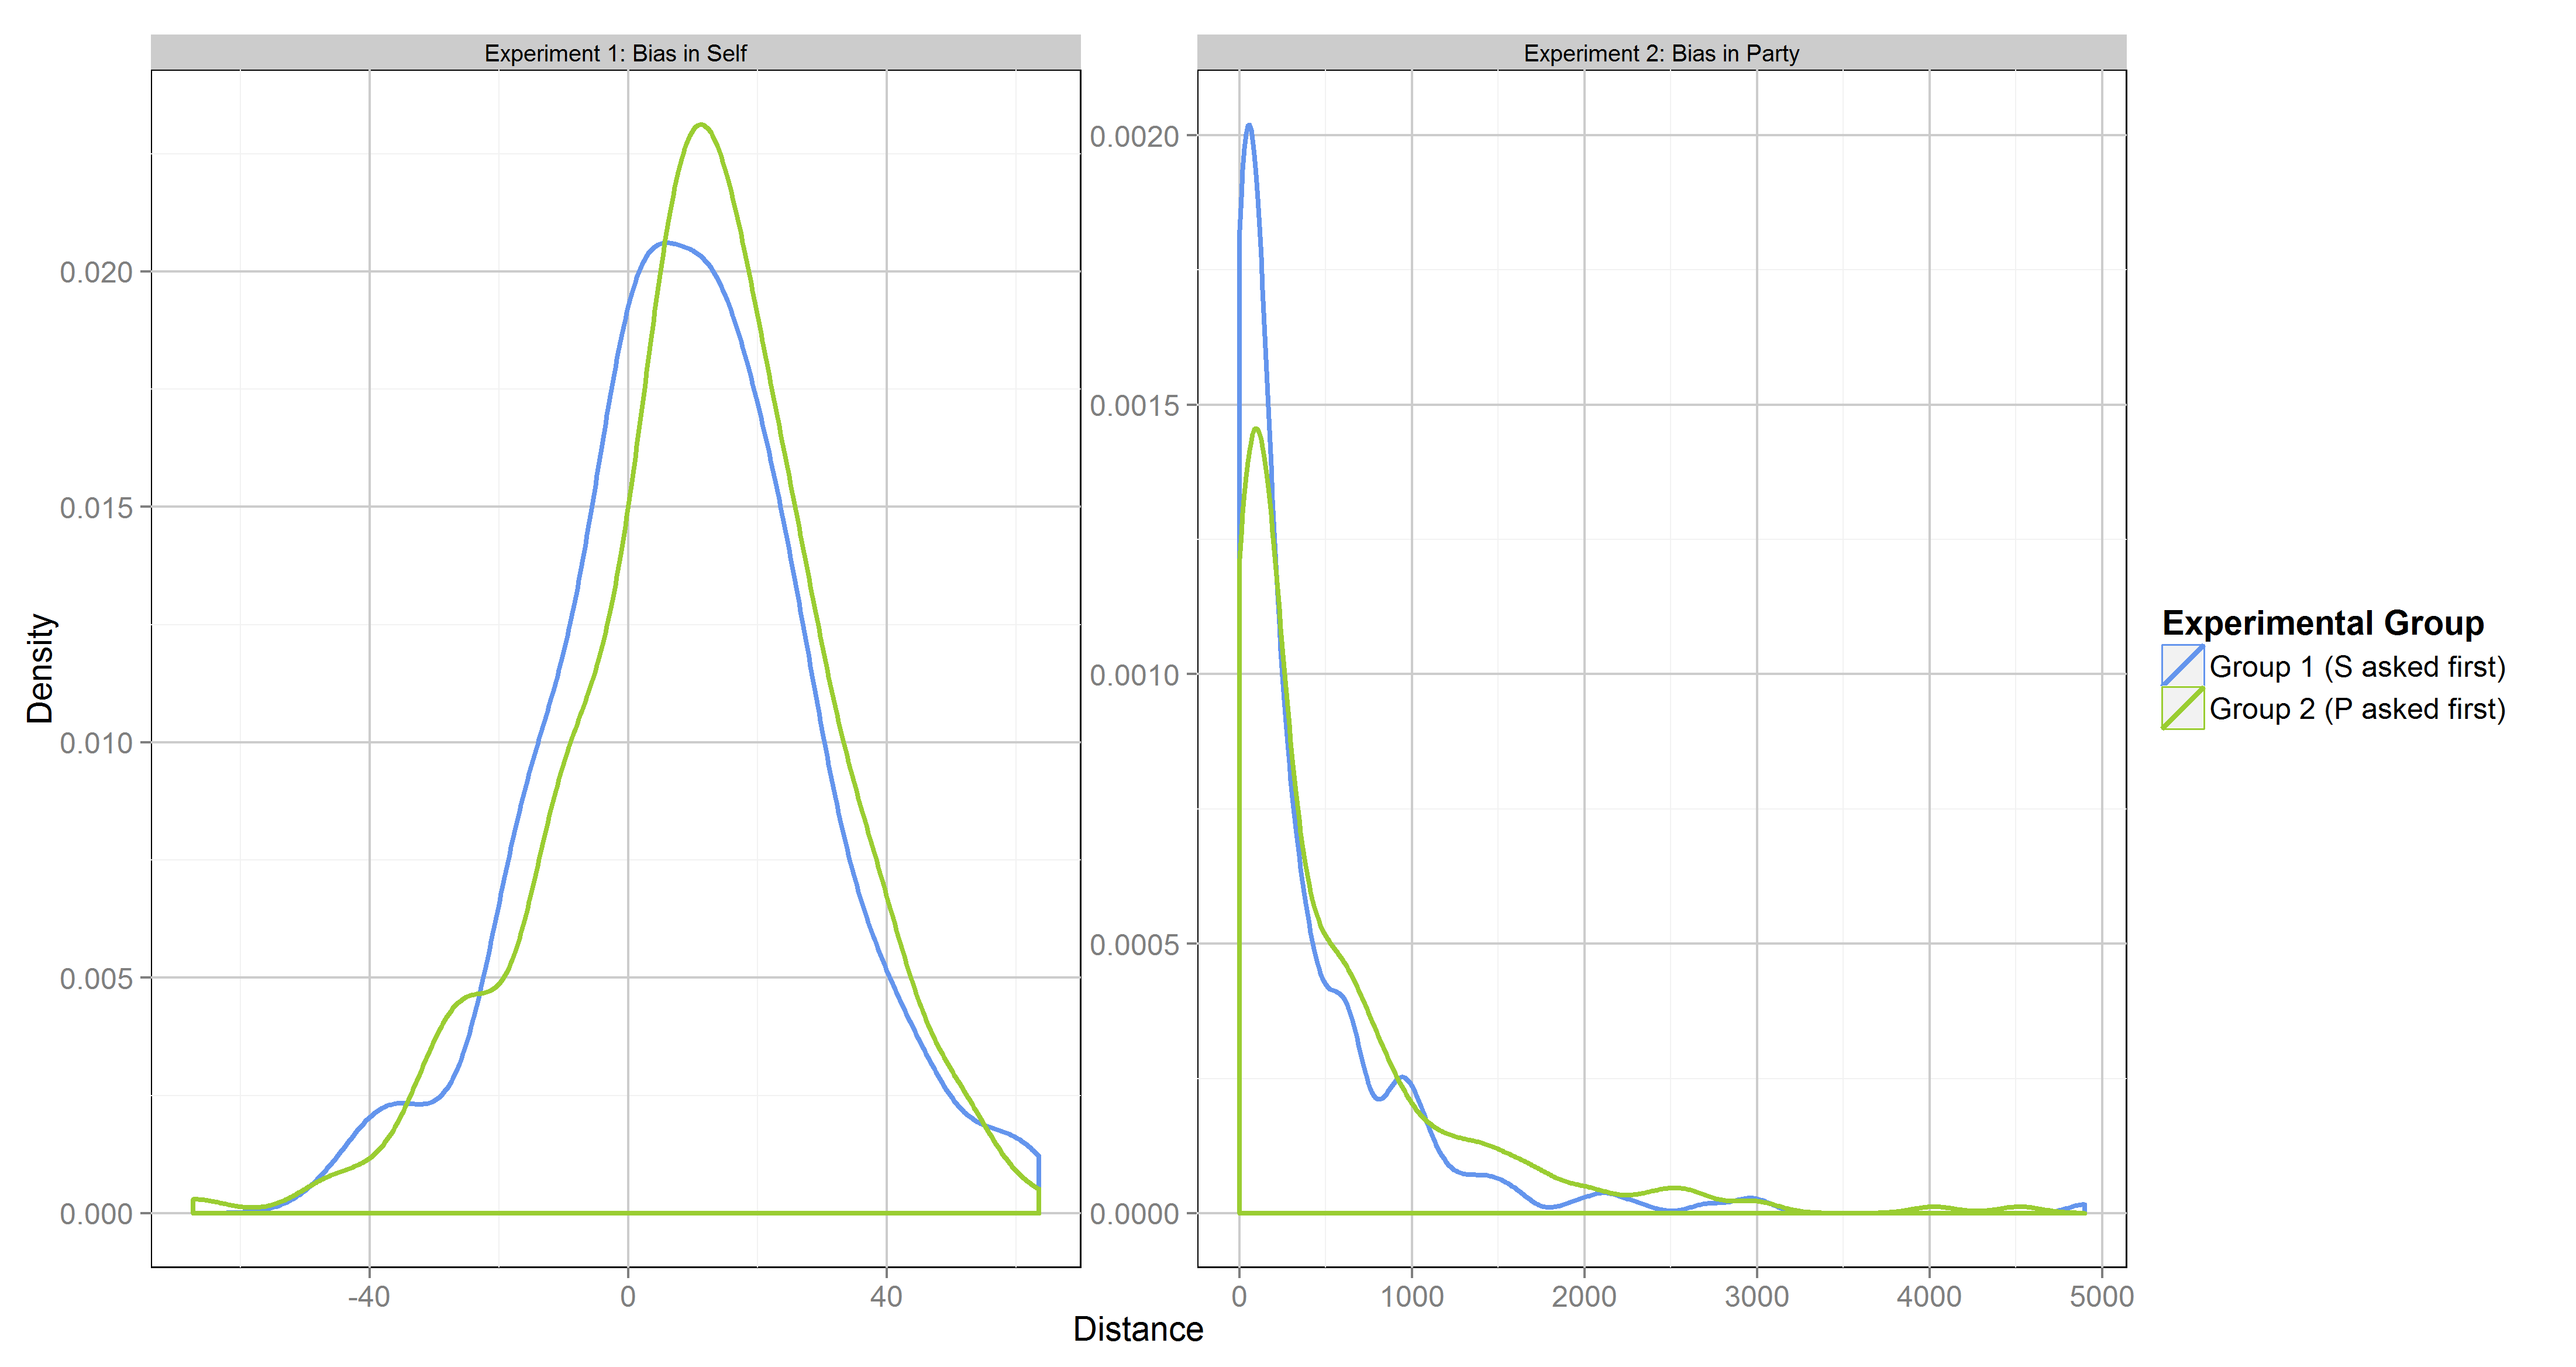 Experiment 1: Bias in Self
Experiment 2: Bias in Party
Density
0.020
0.015
0.010
0.005
0.000
-40
0
40
0.0020
0.0015
0.0010
0.0005
0.0000
0
1000
2000
3000
4000
5000
Distance
Experimental Group
Group 1 (S asked first)
Group 2 (P asked first)